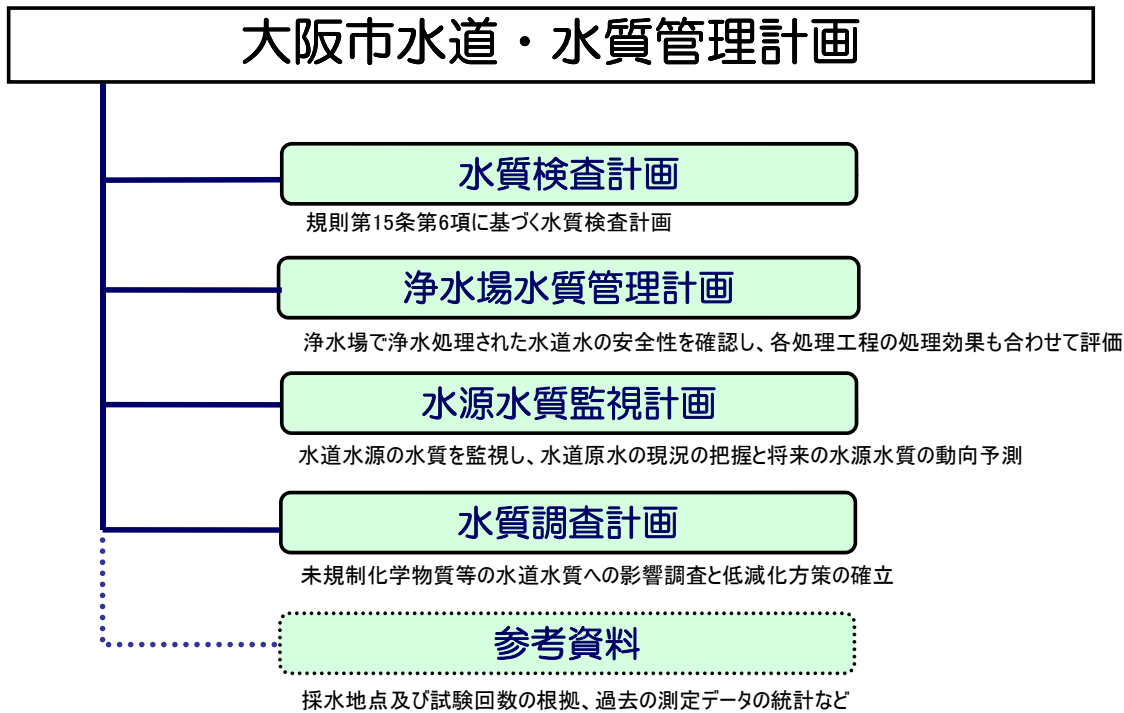 大阪市水道・水質管理計画
水質検査計画
規則第15条第6項に基づく水質検査計画
浄水場水質管理計画
浄水場で浄水処理された水道水の安全性を確認し、各処理工程の処理効果も合わせて評価
水源水質監視計画
水道水源の水質を監視し、水道原水の現況の把握と将来の水源水質の動向予測
水質調査計画
未規制化学物質等の水道水質への影響調査と低減化方策の確立
参考資料
採水地点及び試験回数の根拠、過去の測定データの統計など